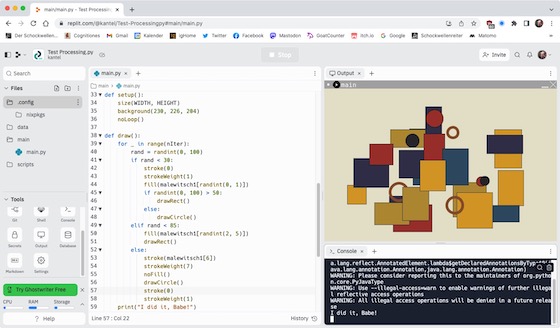 main/main.py - Test Processing
replit.com/@kantel/Test-Processingpy#main/main.py
Der Schockwellen...
Cognitiones
Kalender
Gmail
igHome
Twitter
Facebook
Mastodon
GoatCounter
itch.io
Google
Schockwellenreiter
Matomo
Test Processing.py
kantel
Stop
Invite
Search
Files
.config
nixpkgs
data
main
main.py
scripts
Tools
Git
Shell
Console
Secrets
Output
Database
Markdown
Settings
Try Ghostwriter Free
CPU RAM Storage
main.py
main
main.py
33 def setup():
34 size(WIDTH, HEIGHT)
35 background(230, 226, 204)
36 noLoop()
37
38 def draw():
39 for _ in range(nIter):
40 rand = randint(0, 100)
41 if rand < 30:
42 stroke(0)
43 strokeWeight(1)
44 fill(malewitsch1[randint(0, 1)])
45 if randint(0, 100) > 50:
46 drawRect()
47 else:
48 drawCircle()
49 elif rand < 85:
50 fill(malewitsch1[randint(2, 5)])
51 drawRect()
52 else:
53 stroke(malewitsch1[6])
54 strokeWeight(7)
55 noFill()
56 drawCircle()
57 stroke(0)
58 strokeWeight(1)
59 print("I did it, Babe!")
Line 57 : Col 22
History
Output
main
Console
a.lang.reflect.AnnotatedElement.lambda$getDeclaredAnnotationsByType
ava.lang.annotation.Annotation,java.lang.annotation.Annotation)
WARNING: Please consider reporting this to the maintainers of org.pytho
n.core.PyJavaType
WARNING: Use --illegal-access=warn to enable warnings of further illega
l reflective access operations
WARNING: All illegal access operations will be denied in a future relea
se
I did it, Babe!